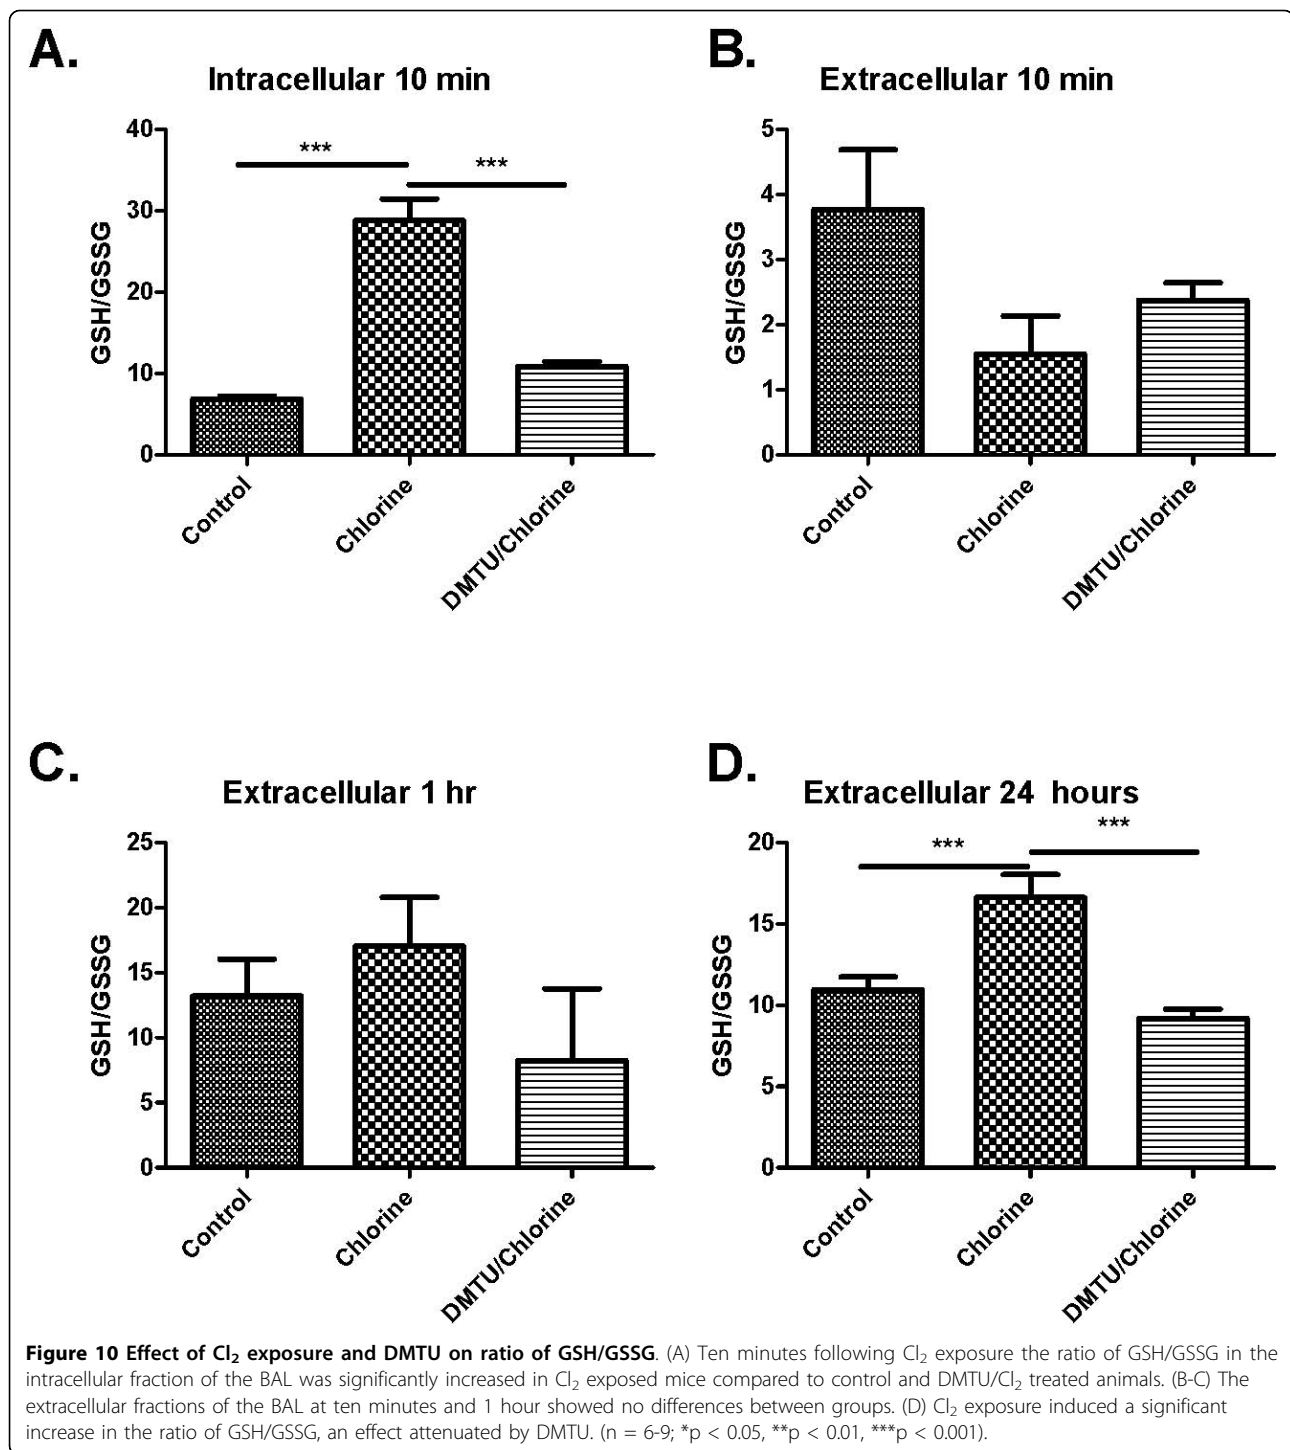 A.
Intracellular 10 min
40
30
20
10
0
GSH/GSSG
***
***
Control
Chlorine
DMTU/Chlorine
B.
Extracellular 10 min
5
4
3
2
1
0
GSH/GSSG
Control
Chlorine
DMTU/Chlorine
C.
Extracellular 1 hr
25
20
15
10
5
0
GSH/GSSG
Control
Chlorine
DMTU/Chlorine
D.
Extracellular 24 hours
20
15
10
5
0
GSH/GSSG
***
***
Control
Chlorine
DMTU/Chlorine
Figure 10 Effect of Cl₂ exposure and DMTU on ratio of GSH/GSSG. (A) Ten minutes following Cl₂ exposure the ratio of GSH/GSSG in the
intracellular fraction of the BAL was significantly increased in Cl₂ exposed mice compared to control and DMTU/Cl₂ treated animals. (B-C) The
extracellular fractions of the BAL at ten minutes and 1 hour showed no differences between groups. (D) Cl₂ exposure induced a significant
increase in the ratio of GSH/GSSG, an effect attenuated by DMTU. (n = 6-9; *p < 0.05, **p < 0.01, ***p < 0.001).